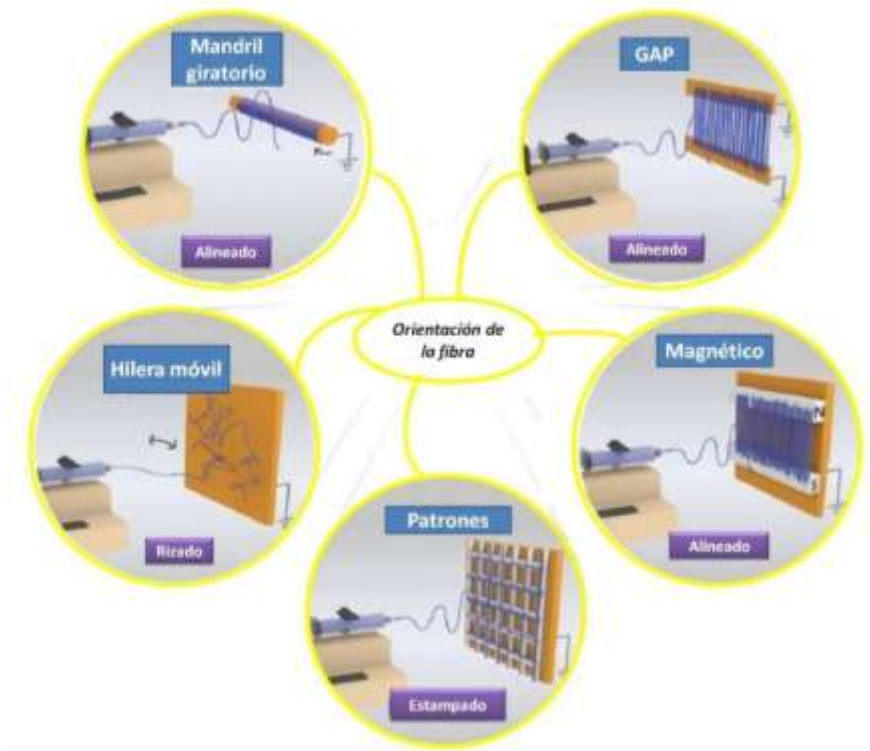 Mandril
giratorio
Alineado
GAP
Alineado
Orientación de
la fibra
Hilera móvil
Rizado
Magnético
N
Alineado
Patrones
Estampado